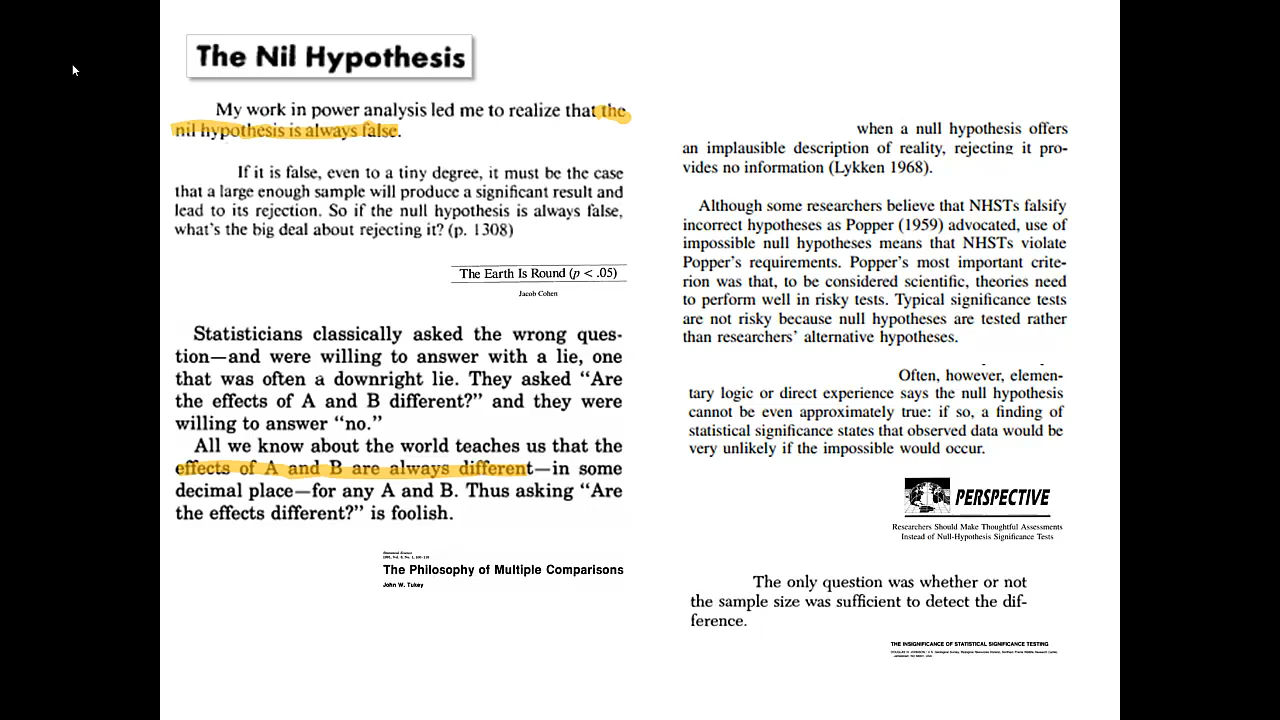 The Nil Hypothesis
My work in power analysis led me to realize that the
nil hypothesis is always false.
If it is false, even to a tiny degree, it must be the case
that a large enough sample will produce a significant result and
lead to its rejection. So if the null hypothesis is always false,
what's the big deal about rejecting it? (p. 1308)
The Earth Is Round (p < .05)
Jacob Cohen
Statisticians classically asked the wrong ques-
tion—and were willing to answer with a lie, one
that was often a downright lie. They asked "Are
the effects of A and B different?" and they were
willing to answer "no."
All we know about the world teaches us that the
effects of A and B are always different—in some
decimal place—for any A and B. Thus asking "Are
the effects different?" is foolish.
Statistical Science
The Philosophy of Multiple Comparisons
John W. Tukey
when a null hypothesis offers
an implausible description of reality, rejecting it pro-
vides no information (Lykken 1968).
Although some researchers believe that NHSTs falsify
incorrect hypotheses as Popper (1959) advocated, use of
impossible null hypotheses means that NHSTs violate
Popper's requirements. Popper's most important crite-
rion was that, to be considered scientific, theories need
to perform well in risky tests. Typical significance tests
are not risky because null hypotheses are tested rather
than researchers' alternative hypotheses.
Often, however, elemen-
tary logic or direct experience says the null hypothesis
cannot be even approximately true: if so, a finding of
statistical significance states that observed data would be
very unlikely if the impossible would occur.
PERSPECTIVE
Researchers Should Make Thoughtful Assessments
Instead of Null-Hypothesis Significance Tests
The only question was whether or not
the sample size was sufficient to detect the dif-
ference.
THE INSIGNIFICANCE OF STATISTICAL SIGNIFICANCE TESTING